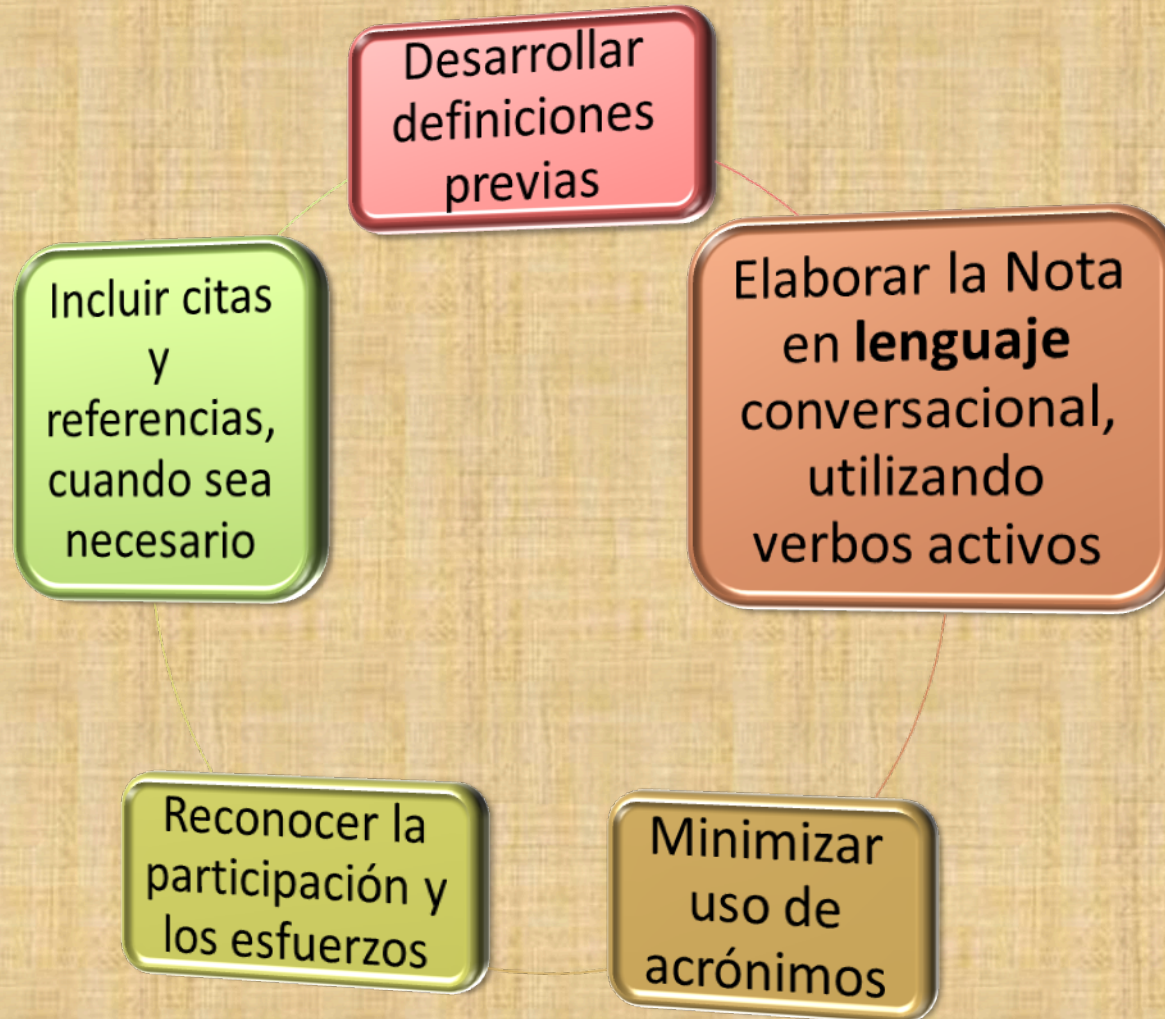 Desarrollar
definiciones
previas
Elaborar la Nota
en lenguaje
conversacional,
utilizando
verbos activos
Minimizar
uso de
acrónimos
Reconocer la
participación y
los esfuerzos
Incluir citas
y
referencias,
cuando sea
necesario